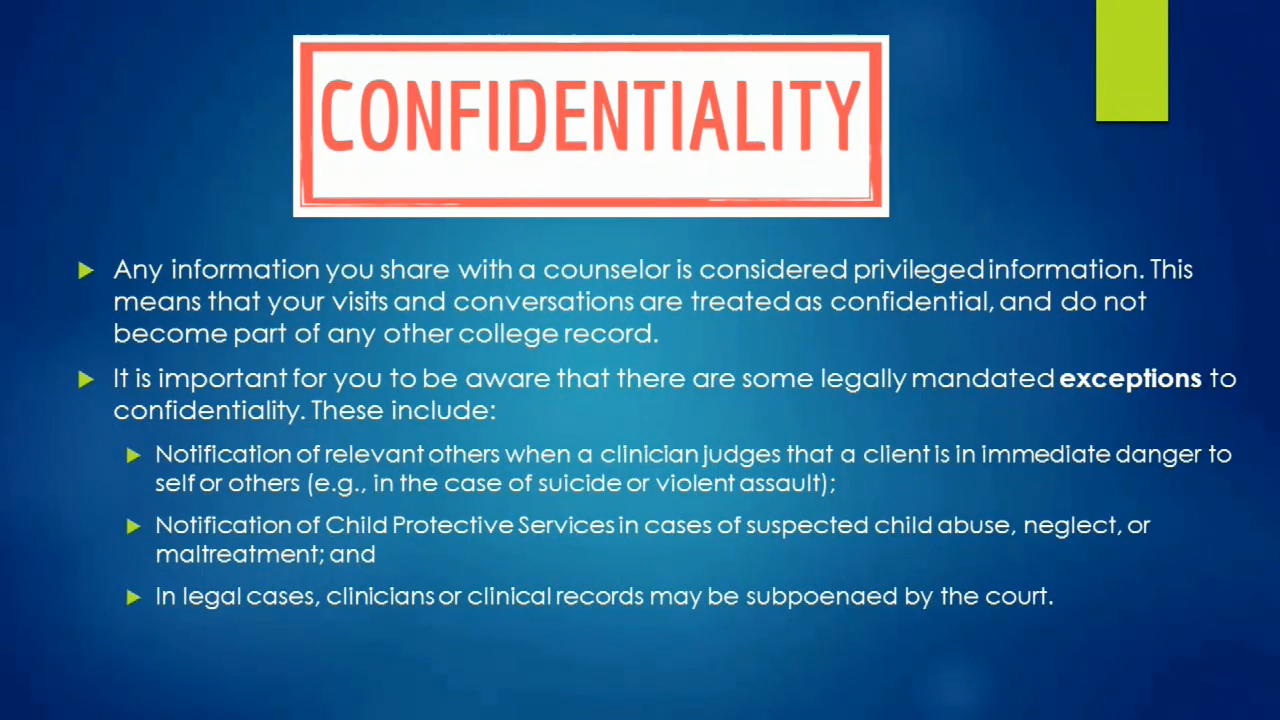 CONFIDENTIALITY
Any information you share with a counselor is considered privileged information. This
means that your visits and conversations are treated as confidential, and do not
become part of any other college record.
It is important for you to be aware that there are some legally mandated exceptions to
confidentiality. These include:
Notification of relevant others when a clinician judges that a client is in immediate danger to
self or others (e.g., in the case of suicide or violent assault);
Notification of Child Protective Services in cases of suspected child abuse, neglect, or
maltreatment; and
In legal cases, clinicians or clinical records may be subpoenaed by the court.